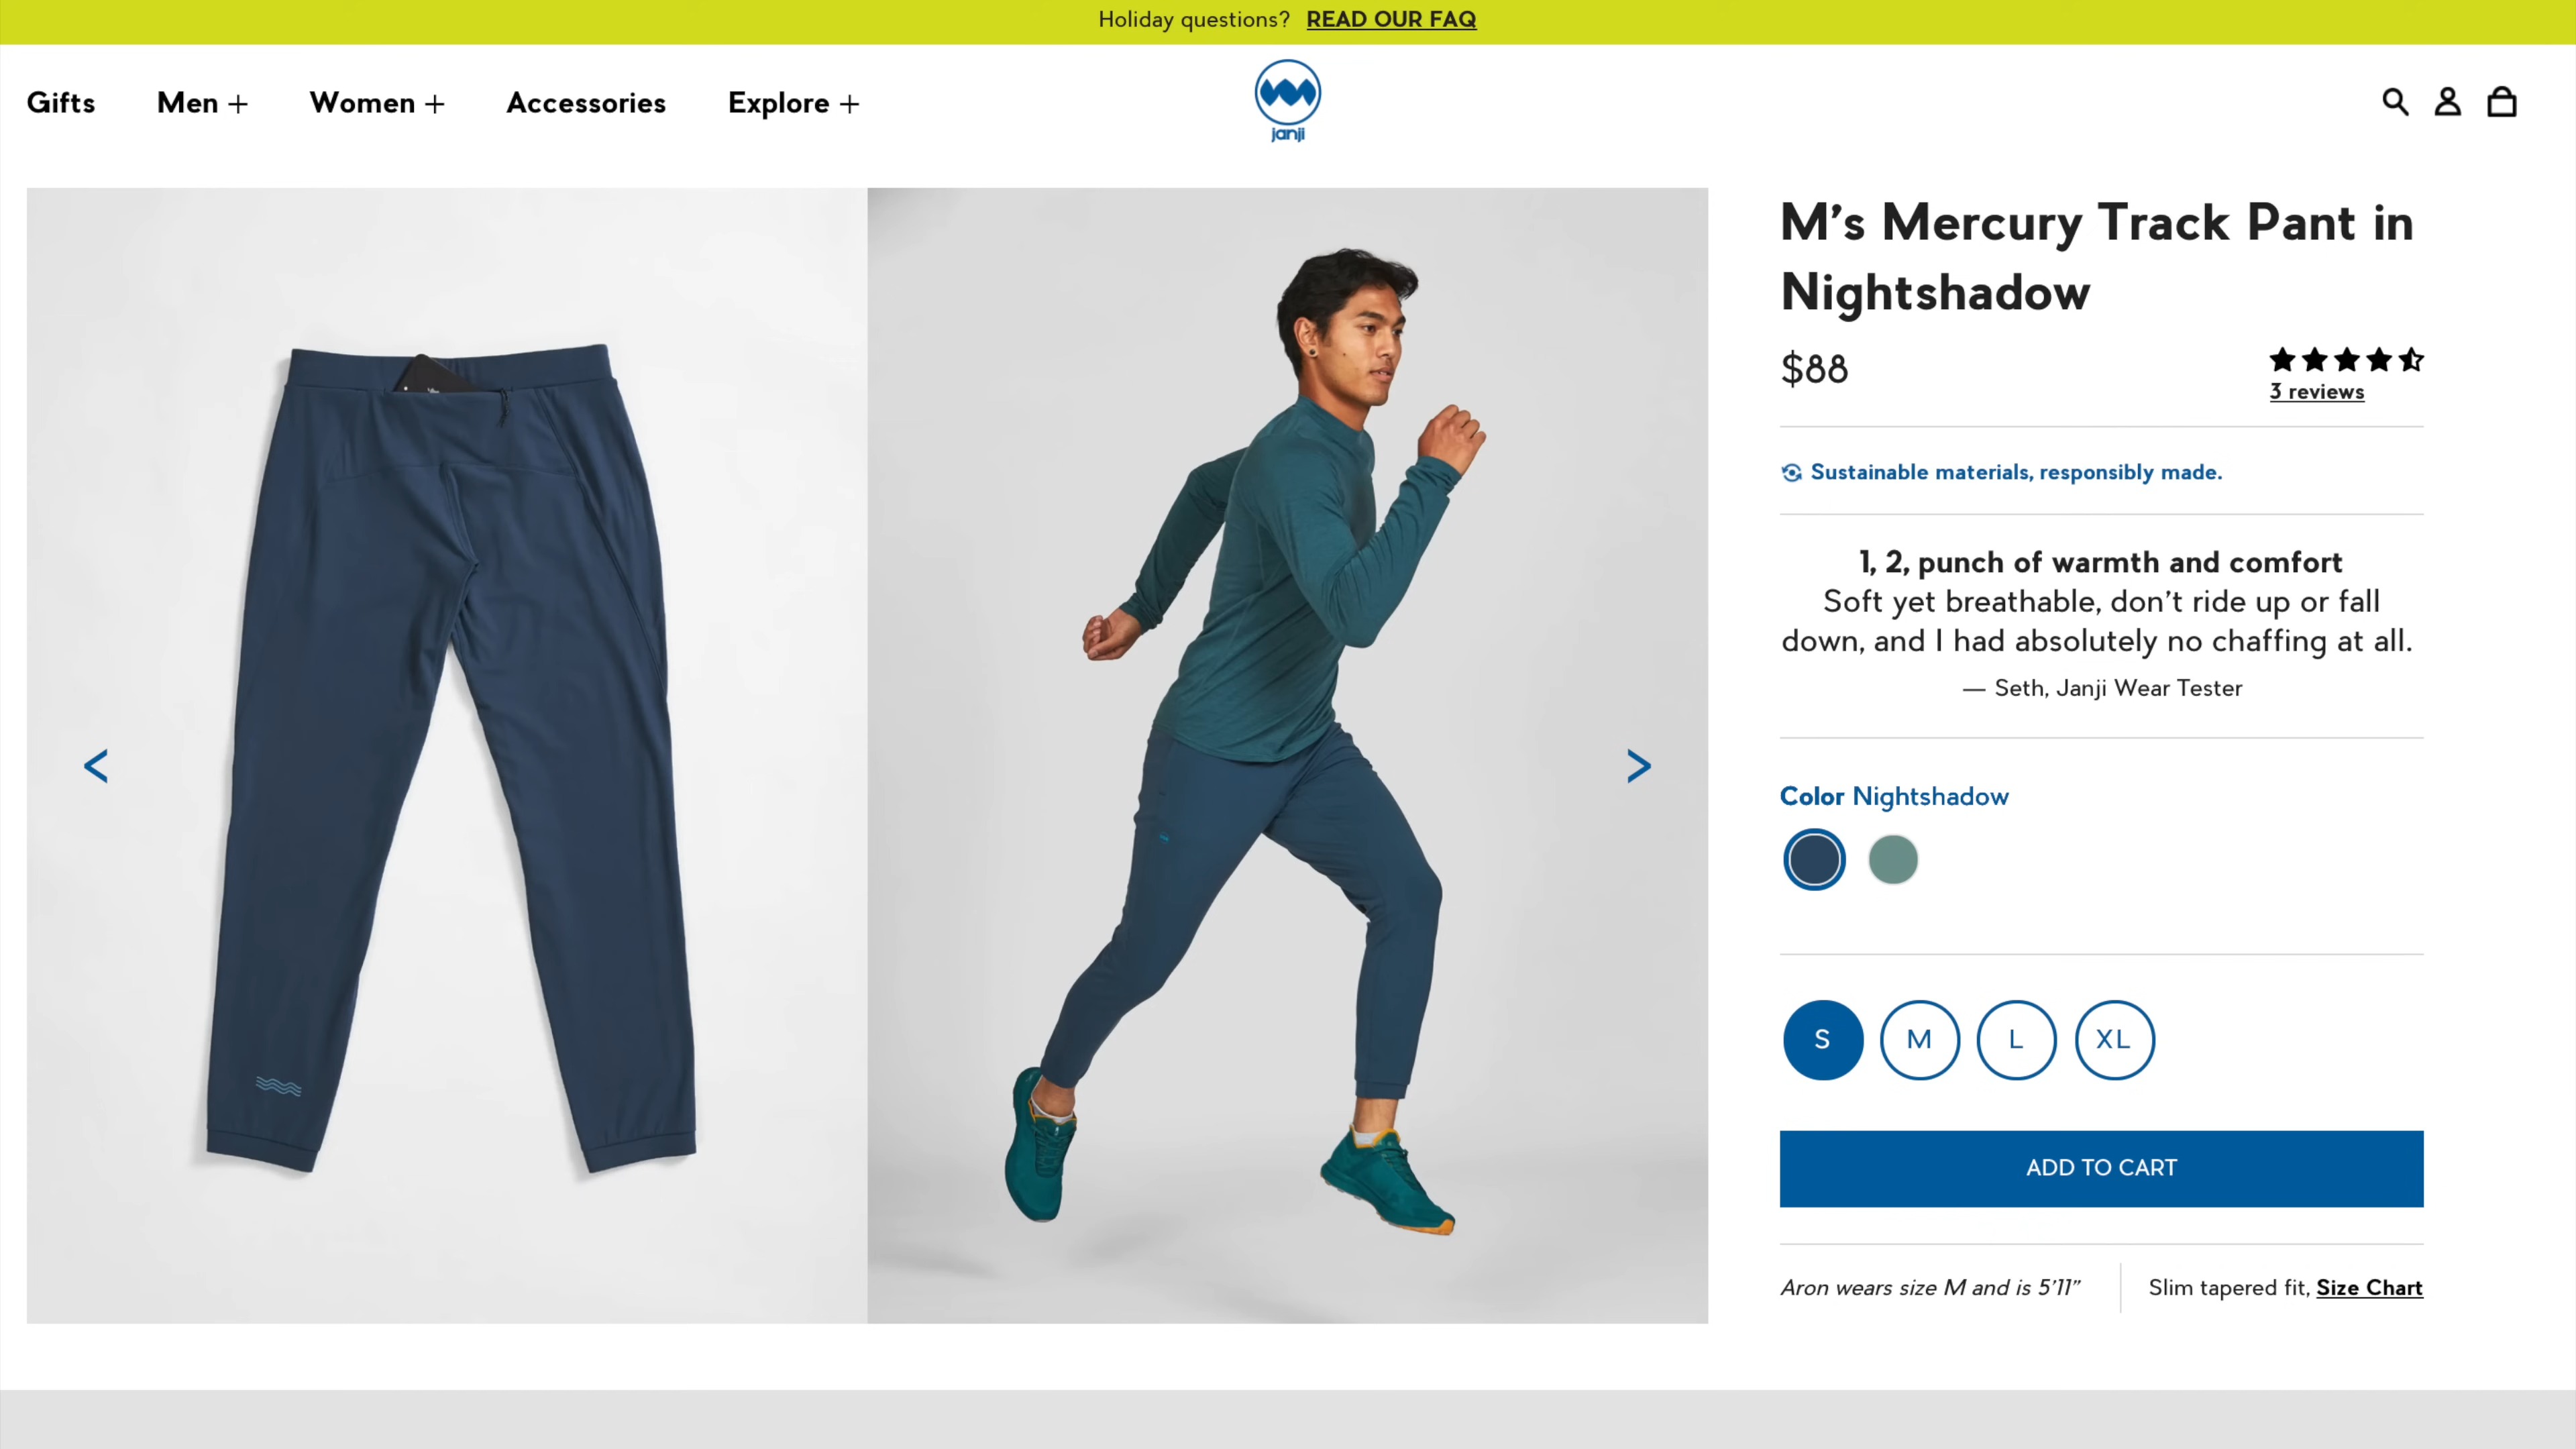 Holiday questions? READ OUR FAQ
Gifts Men + Women + Accessories Explore +
janji
M’s Mercury Track Pant in
Nightshadow
$88
3 reviews
Sustainable materials, responsibly made.
1, 2, punch of warmth and comfort
Soft yet breathable, don’t ride up or fall
down, and I had absolutely no chaffing at all.
— Seth, Janji Wear Tester
Color Nightshadow
S M L XL
ADD TO CART
Aron wears size M and is 5’11”
Slim tapered fit, Size Chart